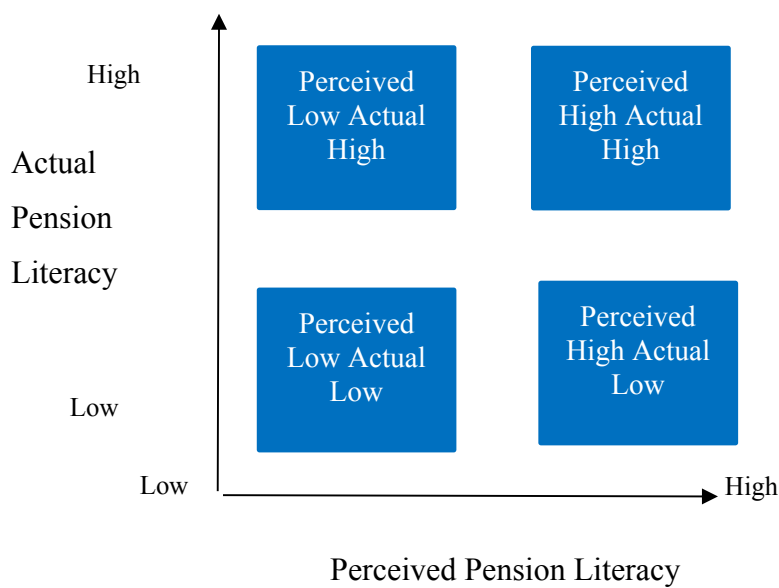 High
Perceived
Low Actual
High
Perceived
High Actual
High
Actual
Pension
Literacy
Perceived
Low Actual
Low
Perceived
High Actual
Low
Low
Low
High
Perceived Pension Literacy